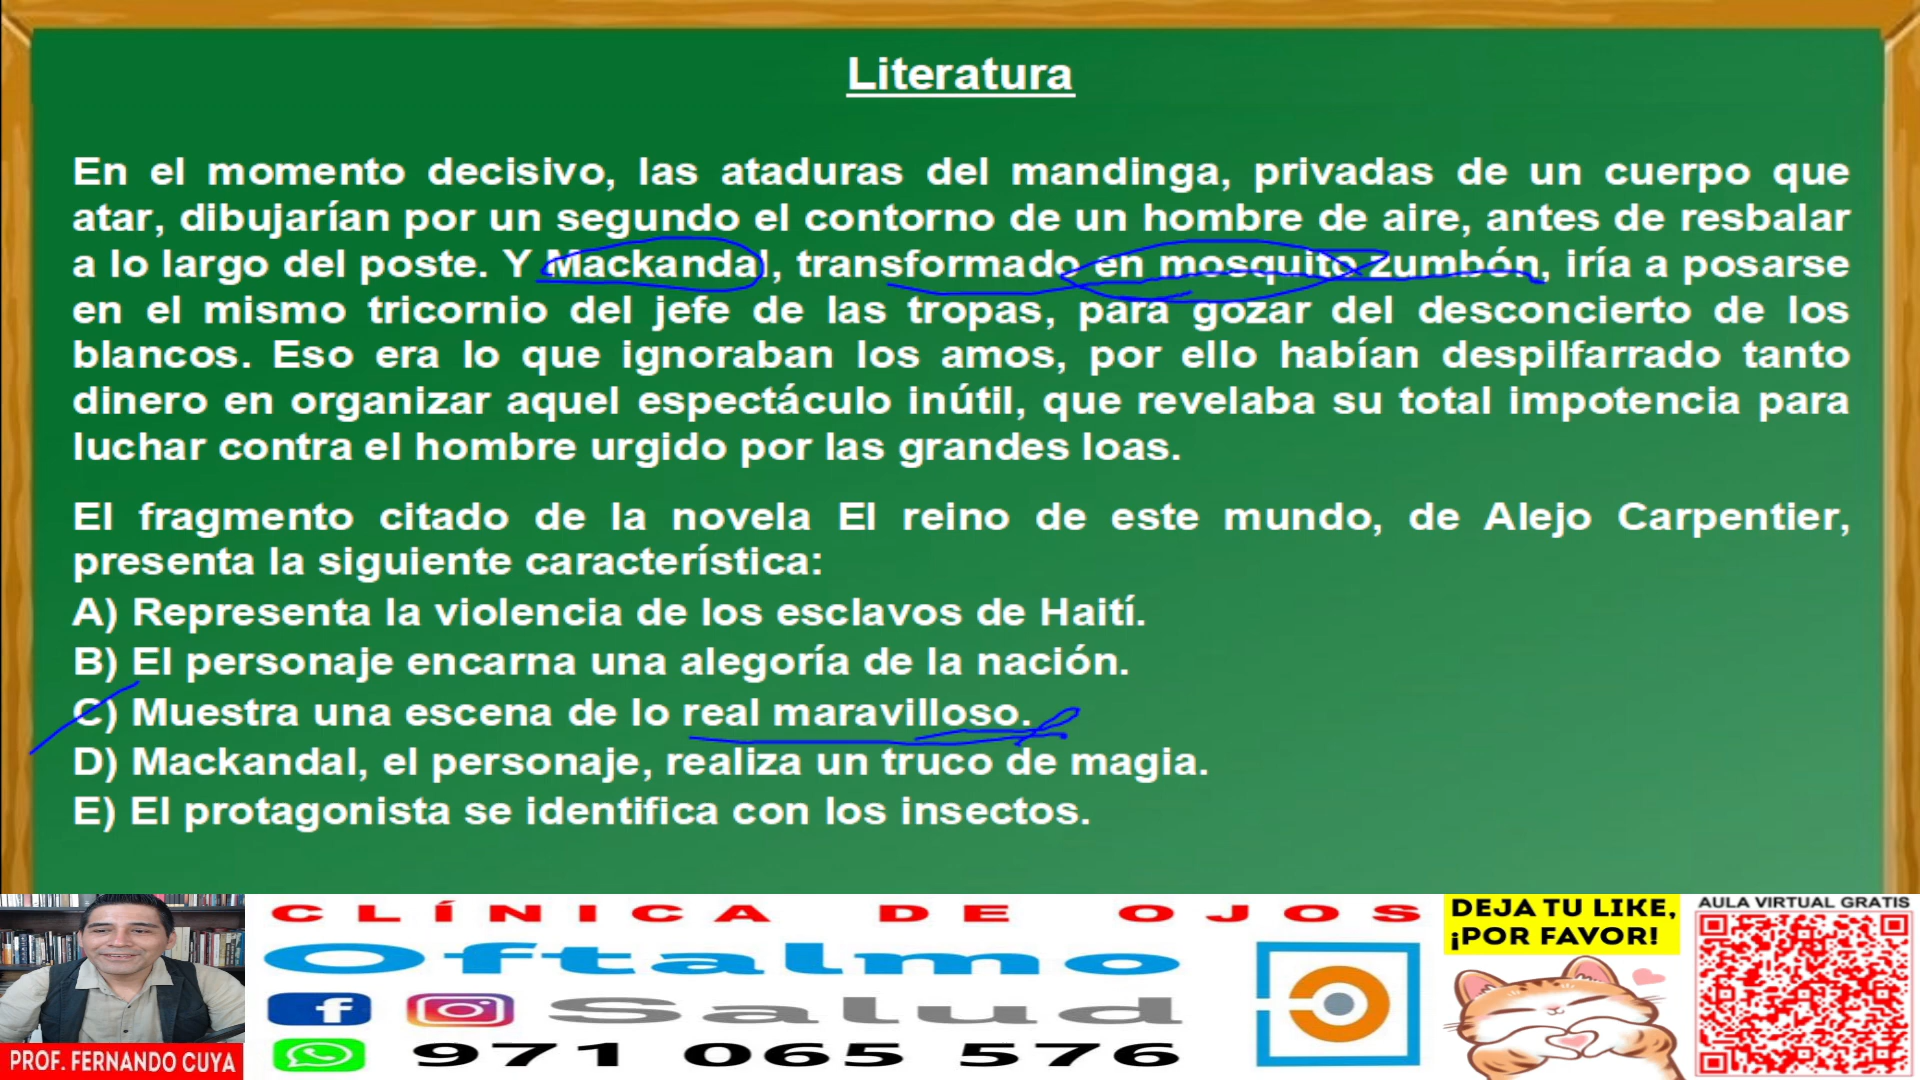 Literatura
En el momento decisivo, las ataduras del mandinga, privadas de un cuerpo que
atar, dibujarían por un segundo el contorno de un hombre de aire, antes de resbalar
a lo largo del poste. Y Mackandal, transformado en mosquito zumbón, iría a posarse
en el mismo tricornio del jefe de las tropas, para gozar del desconcierto de los
blancos. Eso era lo que ignoraban los amos, por ello habían despilfarrado tanto
dinero en organizar aquel espectáculo inútil, que revelaba su total impotencia para
luchar contra el hombre urgido por las grandes loas.
El fragmento citado de la novela El reino de este mundo, de Alejo Carpentier,
presenta la siguiente característica:
A) Representa la violencia de los esclavos de Haití.
B) El personaje encarna una alegoría de la nación.
C) Muestra una escena de lo real maravilloso.
D) Mackandal, el personaje, realiza un truco de magia.
E) El protagonista se identifica con los insectos.
CLÍNICA DE OJOS
Oftalmo
Salud
971 065 576
PROF. FERNANDO CUYA
DEJA TU LIKE,
¡POR FAVOR!
AULA VIRTUAL GRATIS